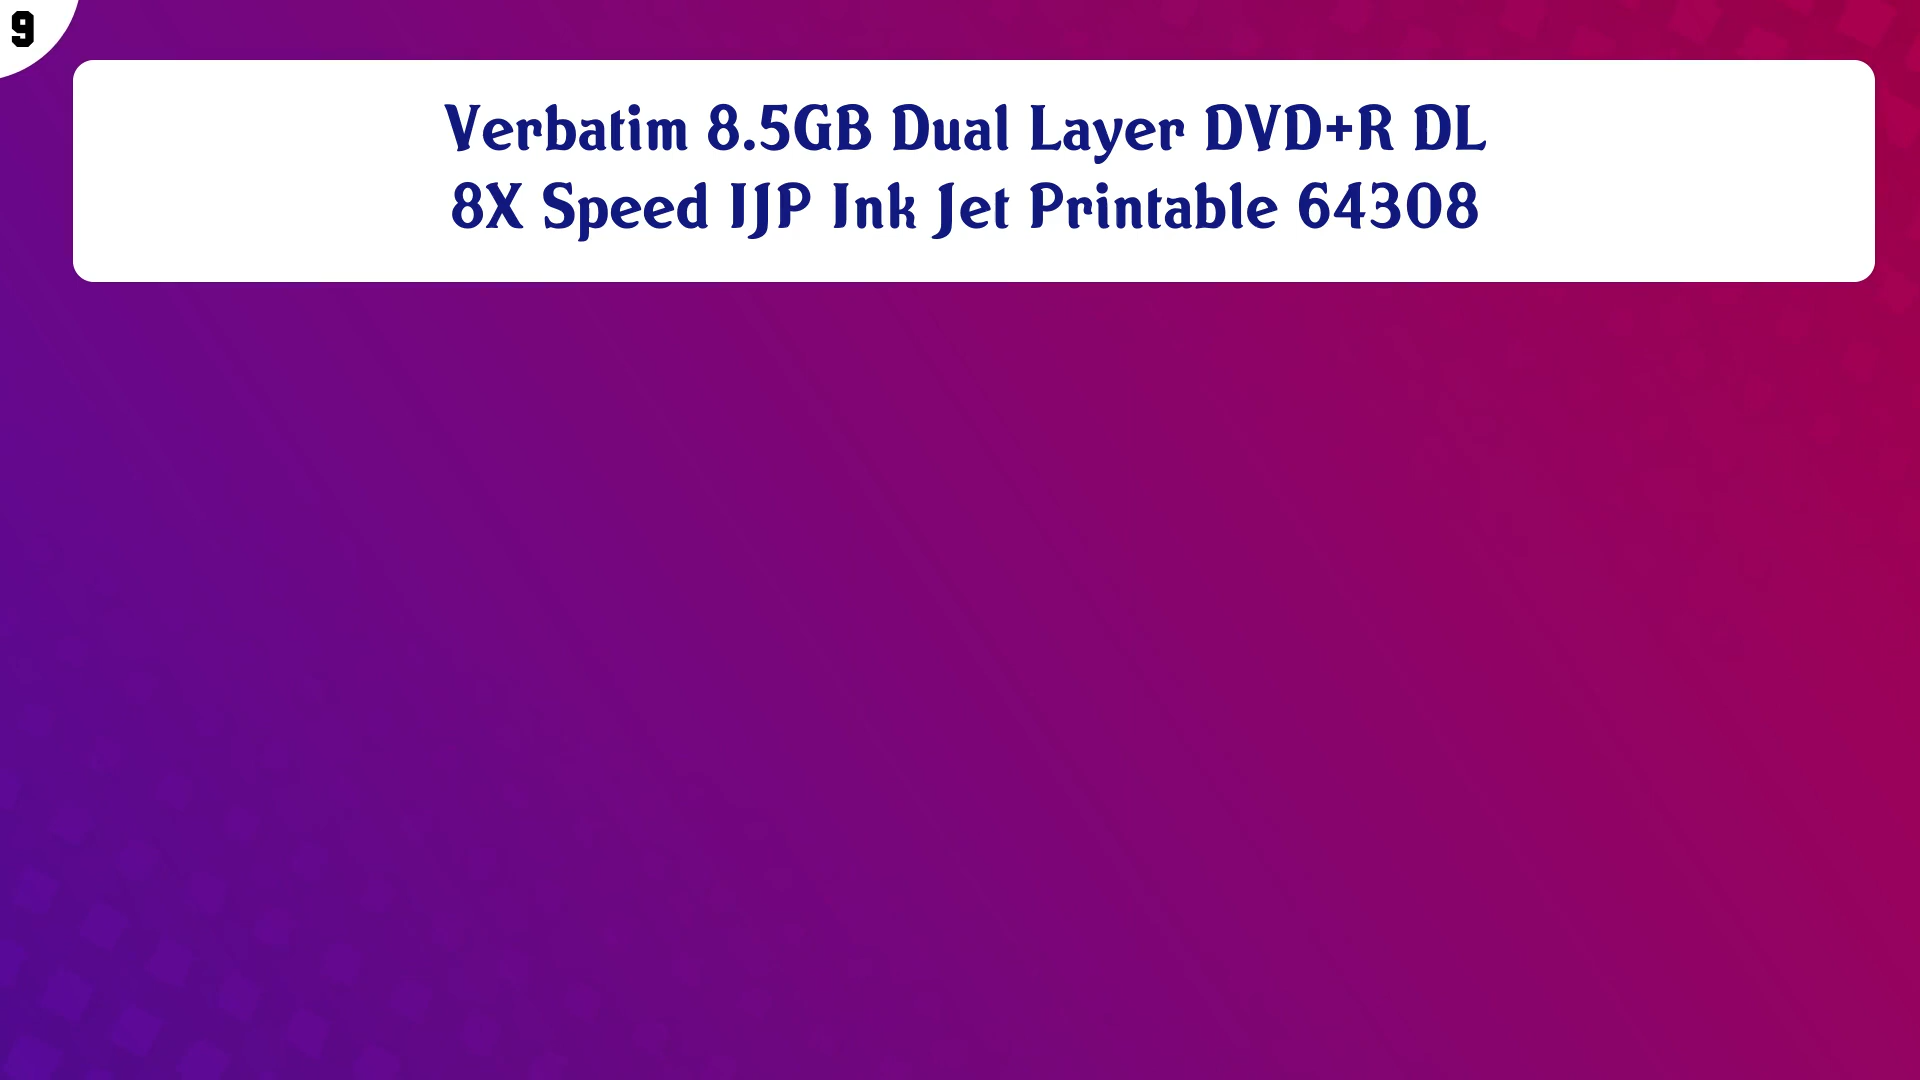 9
Verbatim 8.5GB Dual Layer DVD+R DL
8X Speed IJP Ink Jet Printable 64308